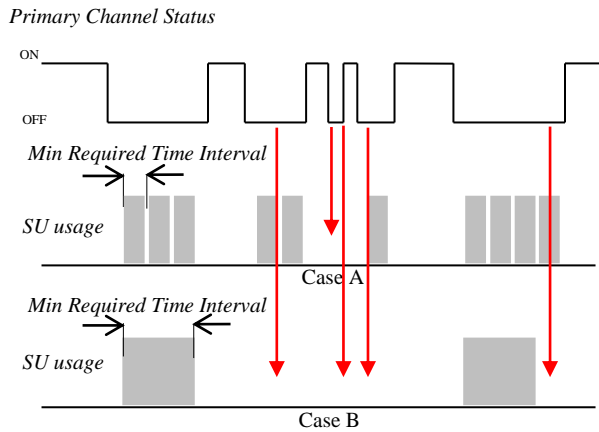 Primary Channel Status
ON
OFF
Min Required Time Interval
SU usage
Case A
Min Required Time Interval
SU usage
Case B